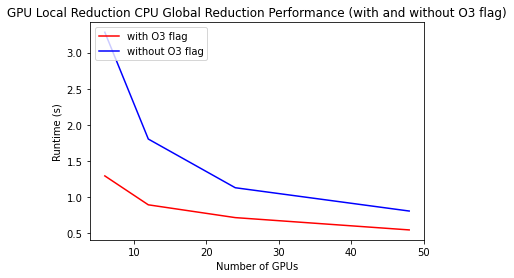 GPU Local Reduction CPU Global Reduction Performance (with and without O3 flag)
with O3 flag
without O3 flag
3.0
2.5
2.0
1.5
1.0
0.5
Runtime (s)
10
20
30
40
50
Number of GPUs